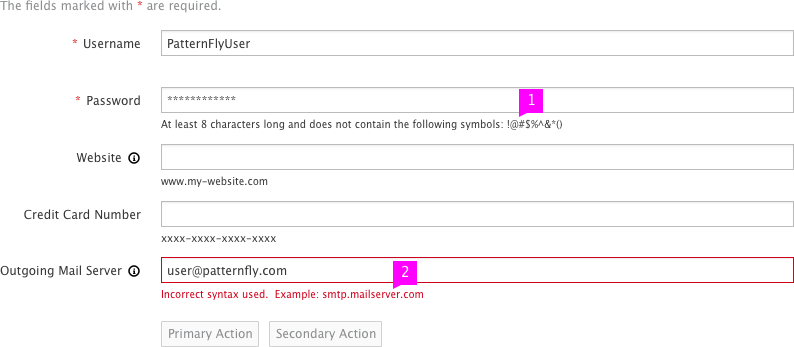 The fields marked with * are required.
* Username PatternFlyUser
* Password ************ 1
At least 8 characters long and does not contain the following symbols: !@#$%^&*()
Website
www.my-website.com
Credit Card Number
xxxx-xxxx-xxxx-xxxx
Outgoing Mail Server user@patternfly.com 2
Incorrect syntax used. Example: smtp.mailserver.com
Primary Action Secondary Action